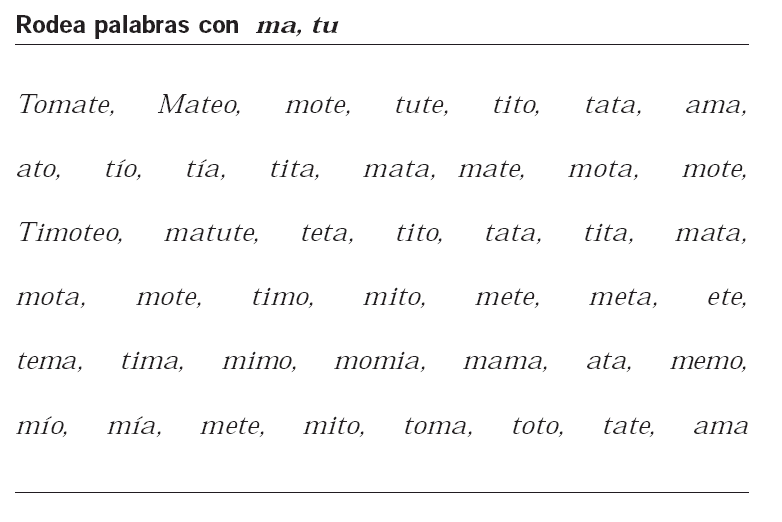 Rodea palabras con ma, tu
Tomate, Mateo, mote, tute, tito, tata, ama,
ato, tío, tía, tita, mata, mate, mota, mote,
Timoteo, matute, teta, tito, tata, tita, mata,
mota, mote, timo, mito, mete, meta, ete,
tema, tima, mimo, momia, mama, ata, memo,
mío, mía, mete, mito, toma, toto, tate, ama